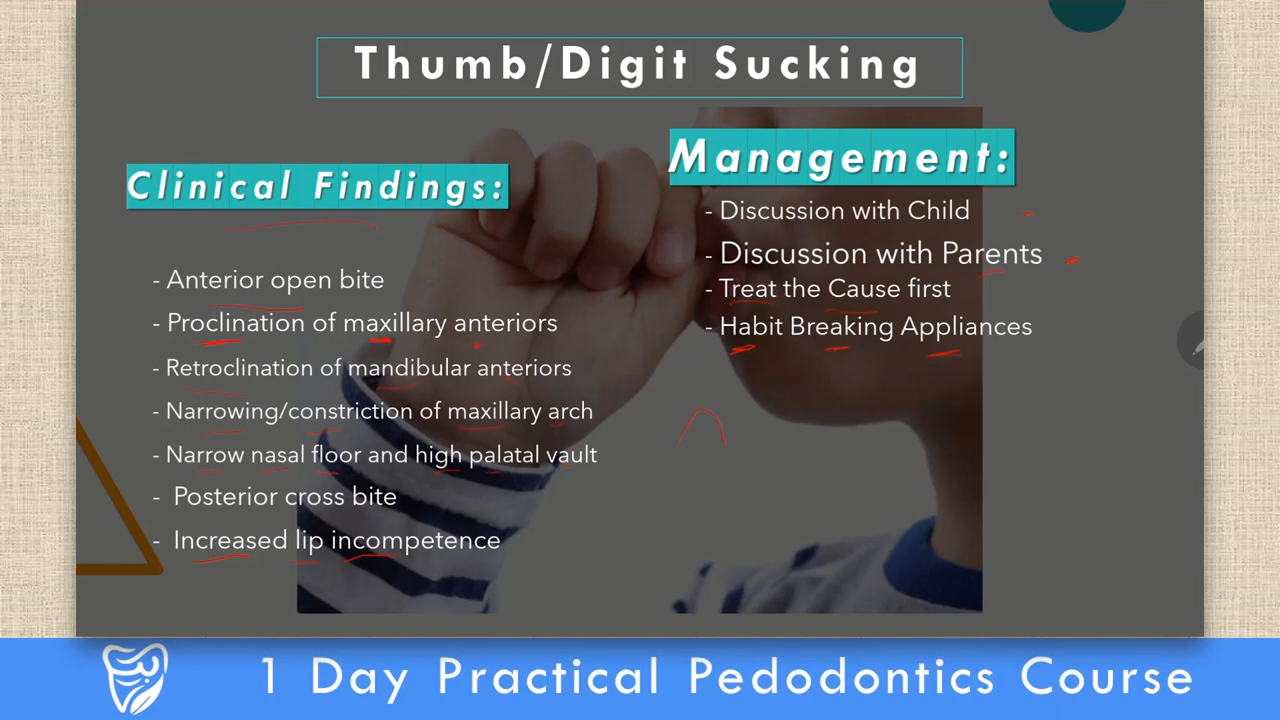 Thumb/Digit Sucking
Clinical Findings:
- Anterior open bite
- Proclination of maxillary anteriors
- Retroclination of mandibular anteriors
- Narrowing/constriction of maxillary arch
- Narrow nasal floor and high palatal vault
- Posterior cross bite
- Increased lip incompetence
Management:
- Discussion with Child
- Discussion with Parents
- Treat the Cause first
- Habit Breaking Appliances
1 Day Practical Pedodontics Course